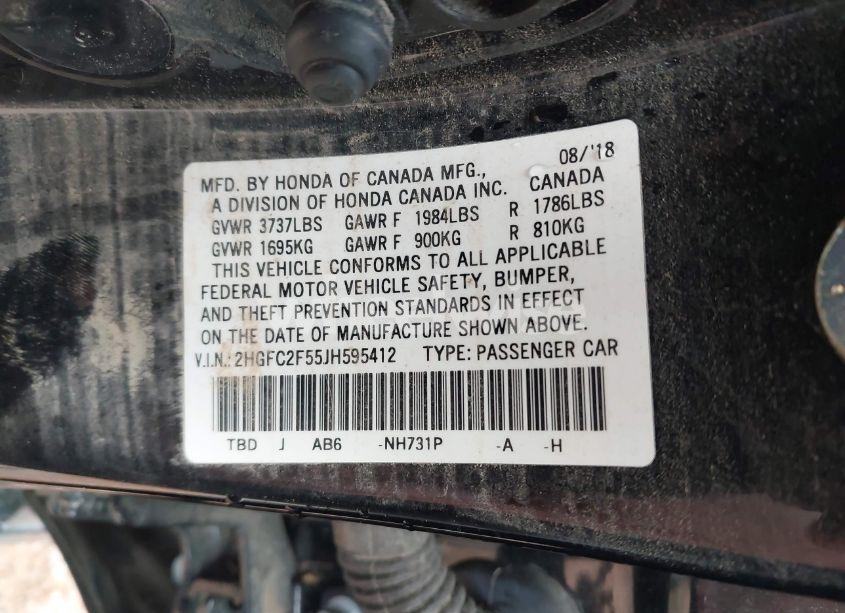 08/'18
MFD. BY HONDA OF CANADA MFG.,
A DIVISION OF HONDA CANADA INC. CANADA
GVWR 3737LBS GAWR F 1984LBS R 1786LBS
GVWR 1695KG GAWR F 900KG R 810KG
THIS VEHICLE CONFORMS TO ALL APPLICABLE
FEDERAL MOTOR VEHICLE SAFETY, BUMPER,
AND THEFT PREVENTION STANDARDS IN EFFECT
ON THE DATE OF MANUFACTURE SHOWN ABOVE.
V.I.N.: 2HGFC2F55JH595412 TYPE: PASSENGER CAR
TBD J AB6 -NH731P -A -H